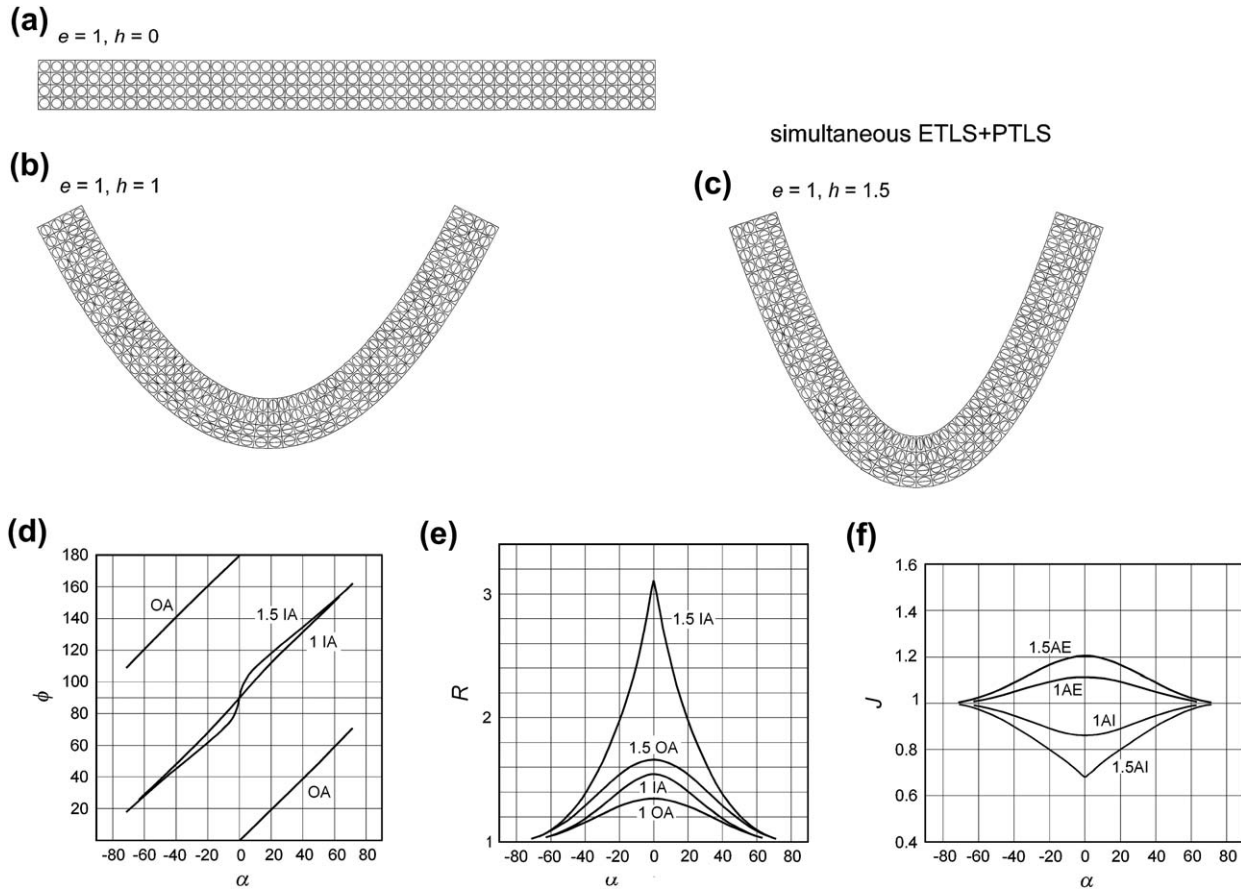 (a)
e = 1, h = 0
simultaneous ETLS+PTLS
(b)
e = 1, h = 1
(c)
e = 1, h = 1.5
(d)
180
160
140
120
100
80
60
40
20
ϕ
OA
1.5 IA
1 IA
OA
-80 -60 -40 -20 0 20 40 60 80
α
(e)
3
2
1
R
1.5 IA
1.5 OA
1 IA
1 OA
-80 -60 -40 -20 0 20 40 60 80
α
(f)
1.6
1.4
1.2
1
0.8
0.6
0.4
J
1.5AE
1AE
1AI
1.5AI
-80 -60 -40 -20 0 20 40 60 80
α